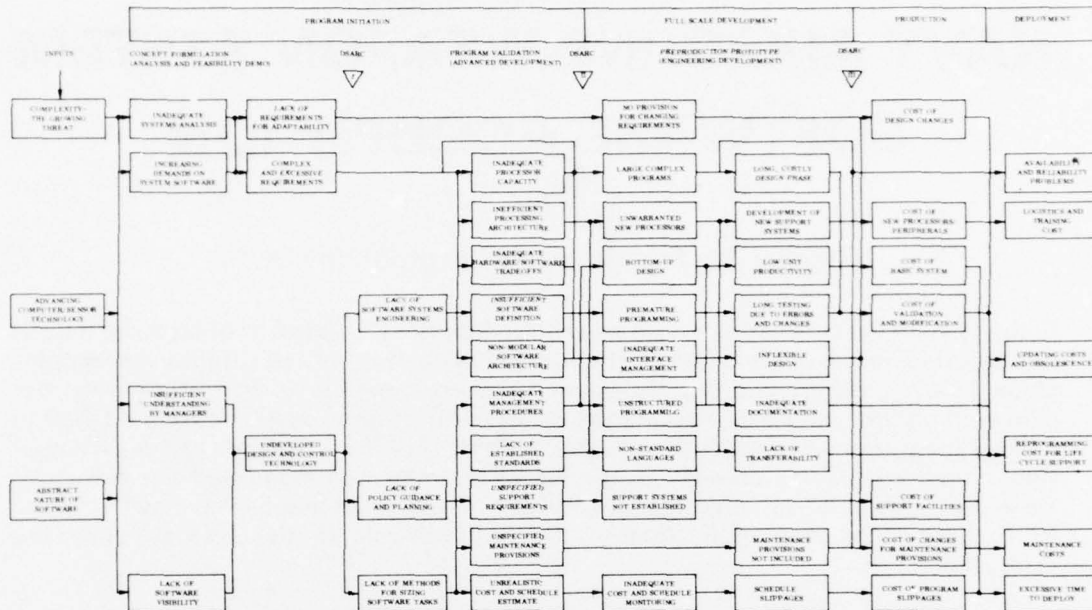 PROGRAM INITIATION
FULL SCALE DEVELOPMENT
PRODUCTION
DEPLOYMENT
INPUTS
CONCEPT FORMULATION
(ANALYSIS AND FEASIBILITY DEMO)
DSARC
I
PROGRAM VALIDATION
(ADVANCED DEVELOPMENT)
DSARC
II
PREPRODUCTION PROTOTYPE
(ENGINEERING DEVELOPMENT)
DSARC
III
COMPLEXITY-
THE GROWING
THREAT
INADEQUATE
SYSTEMS ANALYSIS
LACK OF
REQUIREMENTS
FOR ADAPTABILITY
NO PROVISION
FOR CHANGING
REQUIREMENTS
COST OF
DESIGN CHANGES
INCREASING
DEMANDS ON
SYSTEM SOFTWARE
COMPLEX
AND EXCESSIVE
REQUIREMENTS
INADEQUATE
PROCESSOR
CAPACITY
LARGE COMPLEX
PROGRAMS
LONG, COSTLY
DESIGN PHASE
AVAILABILITY
AND RELIABILITY
PROBLEMS
INEFFICIENT
PROCESSING
ARCHITECTURE
UNWARRANTED
NEW PROCESSORS
DEVELOPMENT OF
NEW SUPPORT
SYSTEMS
COST OF
NEW PROCESSORS/
PERIPHERALS
LOGISTICS AND
TRAINING
COST
INADEQUATE
HARDWARE/SOFTWARE
TRADEOFFS
BOTTOM-UP
DESIGN
LOW UNIT
PRODUCTIVITY
COST OF
BASIC SYSTEM
ADVANCING
COMPUTER/SENSOR
TECHNOLOGY
LACK OF
SOFTWARE SYSTEMS
ENGINEERING
INSUFFICIENT
SOFTWARE
DEFINITION
PREMATURE
PROGRAMMING
LONG TESTING
DUE TO ERRORS
AND CHANGES
COST OF
VALIDATION
AND MODIFICATION
NON-MODULAR
SOFTWARE
ARCHITECTURE
INADEQUATE
INTERFACE
MANAGEMENT
INFLEXIBLE
DESIGN
UPDATING COSTS
AND OBSOLESCENCE
INSUFFICIENT
UNDERSTANDING
BY MANAGERS
INADEQUATE
MANAGEMENT
PROCEDURES
UNSTRUCTURED
PROGRAMMING
INADEQUATE
DOCUMENTATION
UNDEVELOPED
DESIGN AND CONTROL
TECHNOLOGY
LACK OF
ESTABLISHED
STANDARDS
NON-STANDARD
LANGUAGES
LACK OF
TRANSFERABILITY
REPROGRAMMING
COST FOR LIFE
CYCLE SUPPORT
ABSTRACT
NATURE OF
SOFTWARE
LACK OF
POLICY GUIDANCE
AND PLANNING
UNSPECIFIED
SUPPORT
REQUIREMENTS
SUPPORT SYSTEMS
NOT ESTABLISHED
COST OF
SUPPORT FACILITIES
UNSPECIFIED
MAINTENANCE
PROVISIONS
MAINTENANCE
PROVISIONS
NOT INCLUDED
COST OF CHANGES
FOR MAINTENANCE
PROVISIONS
MAINTENANCE
COSTS
LACK OF
SOFTWARE
VISIBILITY
LACK OF METHODS
FOR SIZING
SOFTWARE TASKS
UNREALISTIC
COST AND SCHEDULE
ESTIMATE
INADEQUATE
COST AND SCHEDULE
MONITORING
SCHEDULE
SLIPPAGES
COST OF PROGRAM
SLIPPAGES
EXCESSIVE TIME
TO DEPLOY